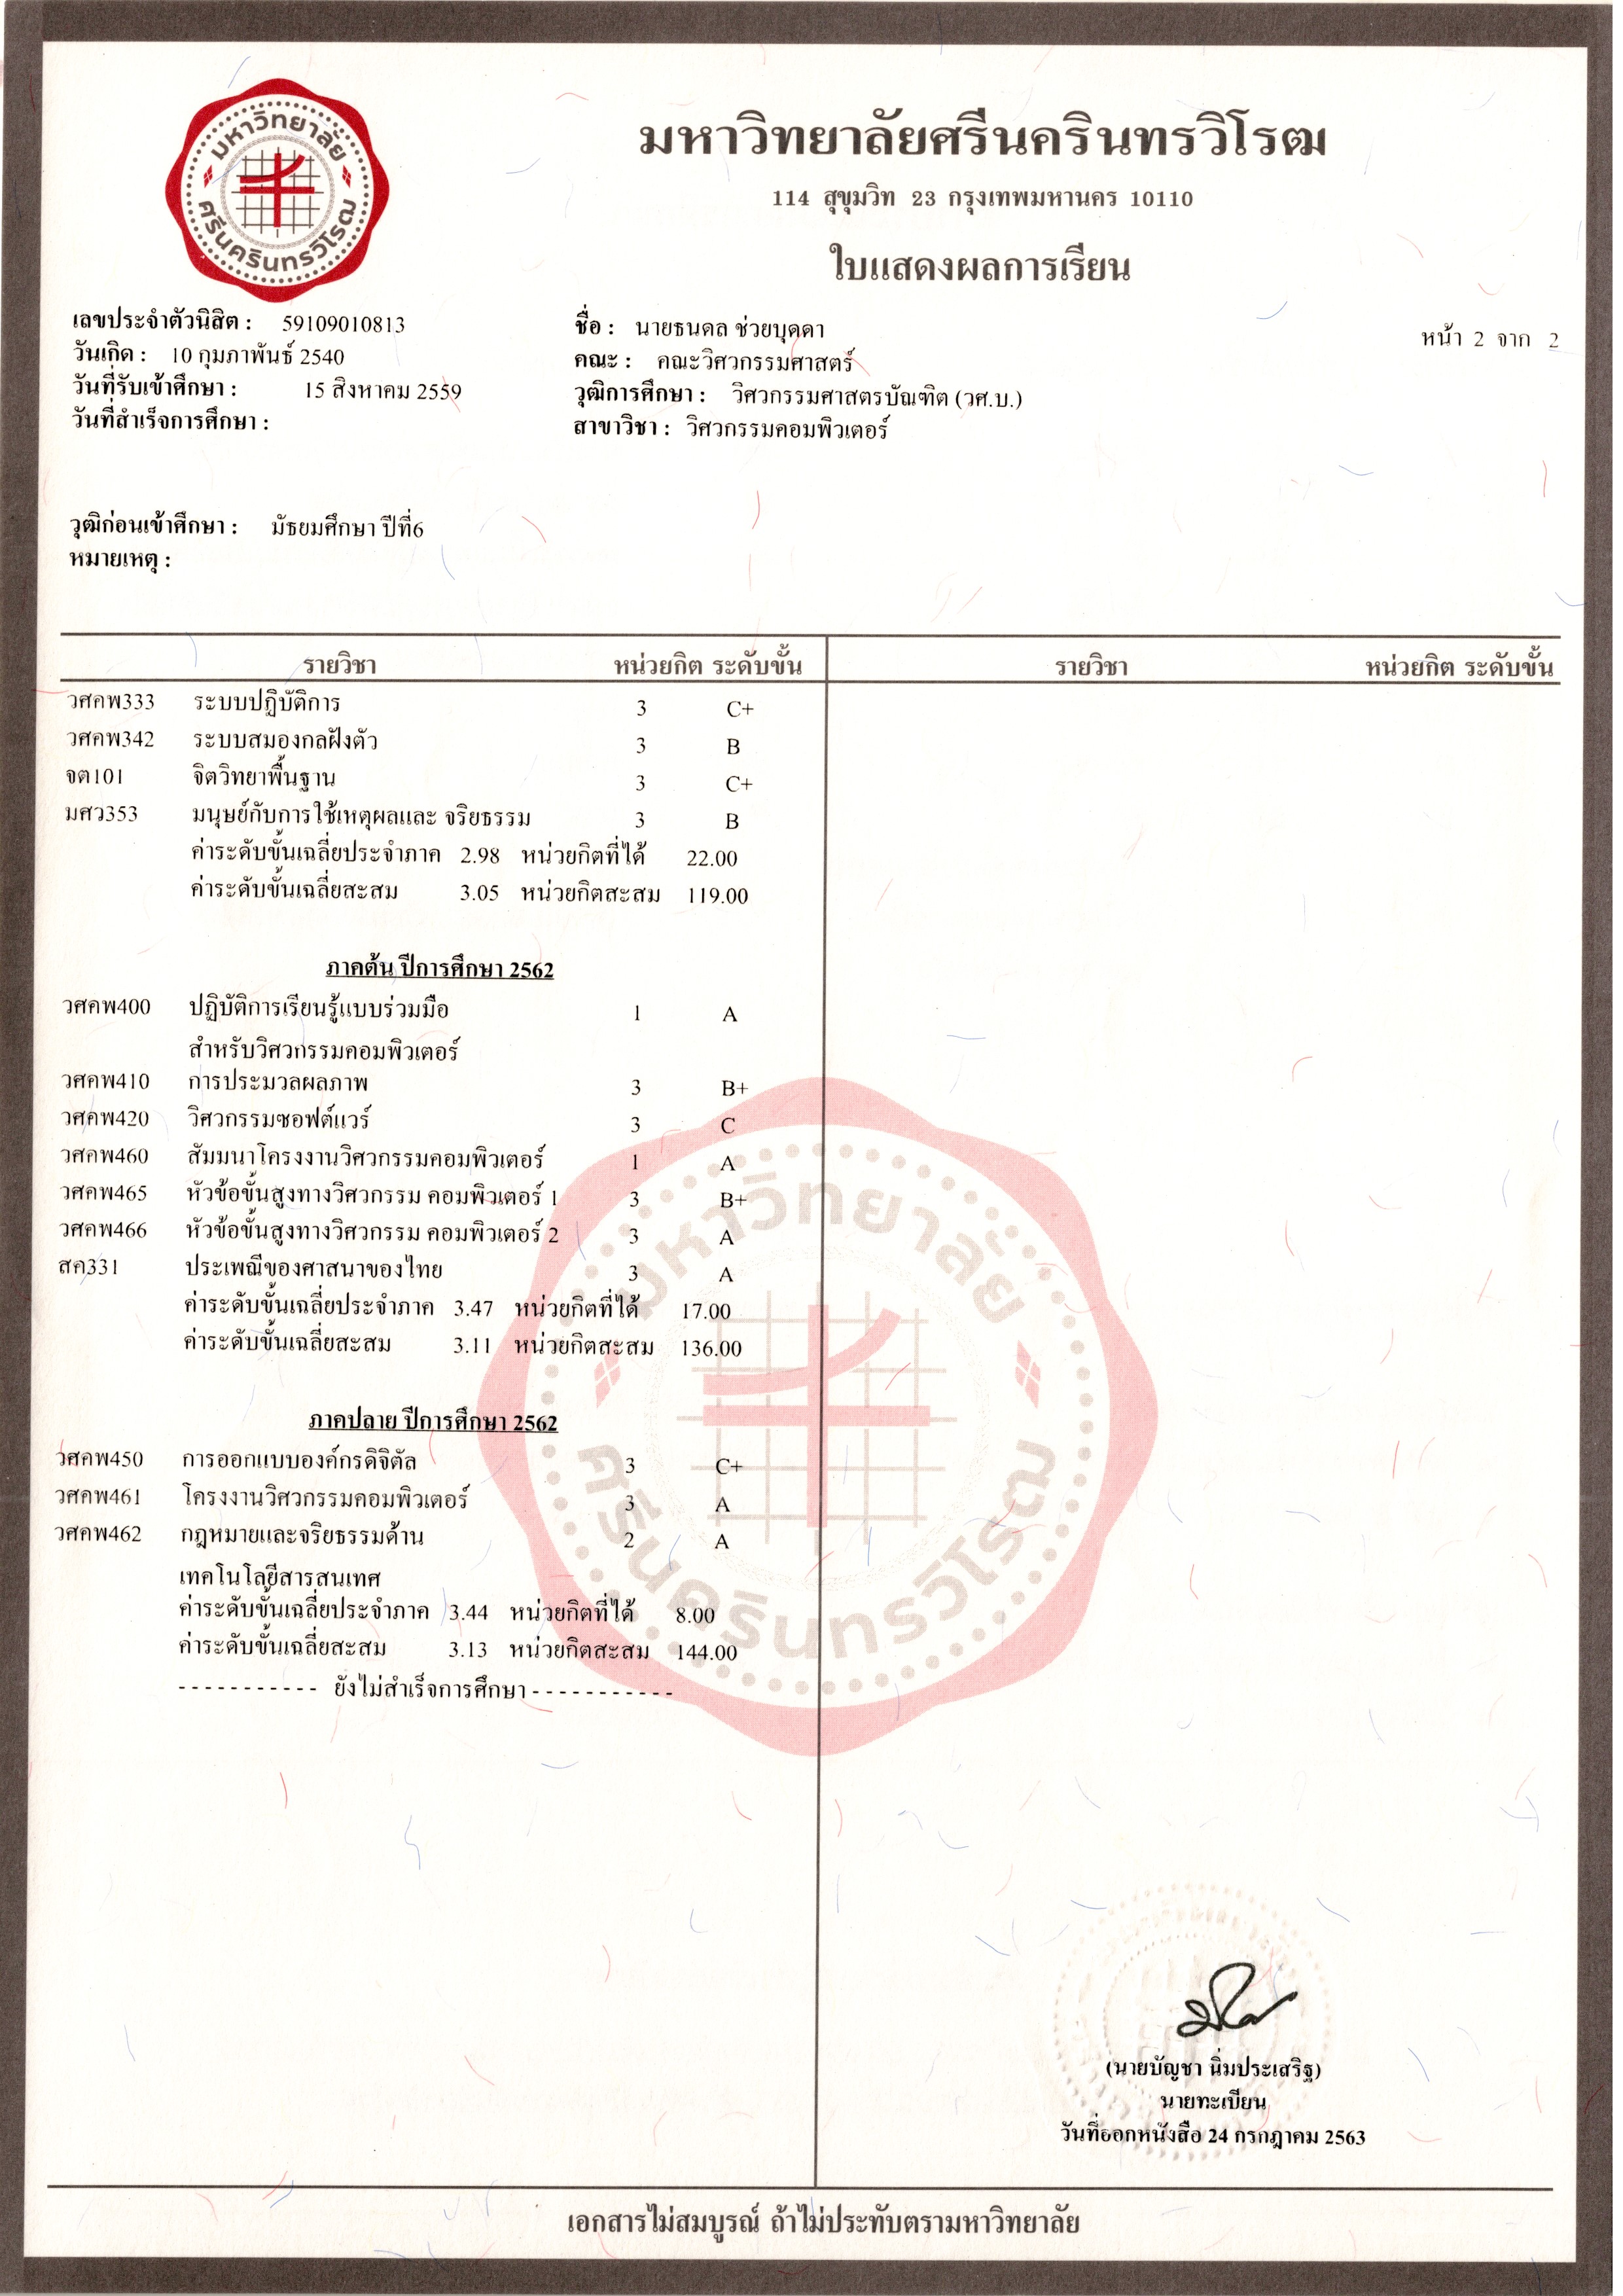 มหาวิทยาลัย
ศรีนครินทรวิโรฒ
มหาวิทยาลัยศรีนครินทรวิโรฒ
114 สุขุมวิท 23 กรุงเทพมหานคร 10110
ใบแสดงผลการเรียน
เลขประจำตัวนิสิต : 59109010813
วันเกิด : 10 กุมภาพันธ์ 2540
วันที่รับเข้าศึกษา : 15 สิงหาคม 2559
วันที่สำเร็จการศึกษา :
ชื่อ : นายธนดล ช่วยบุดดา
คณะ : คณะวิศวกรรมศาสตร์
วุฒิการศึกษา : วิศวกรรมศาสตรบัณฑิต (วศ.บ.)
สาขาวิชา : วิศวกรรมคอมพิวเตอร์
หน้า 2 จาก 2
วุฒิก่อนเข้าศึกษา : มัธยมศึกษา ปีที่6
หมายเหตุ :
รายวิชา หน่วยกิต ระดับขั้น รายวิชา หน่วยกิต ระดับขั้น
วศคพ333 ระบบปฏิบัติการ 3 C+
วศคพ342 ระบบสมองกลฝังตัว 3 B
จต101 จิตวิทยาพื้นฐาน 3 C+
มศว353 มนุษย์กับการใช้เหตุผลและ จริยธรรม 3 B
ค่าระดับขั้นเฉลี่ยประจำภาค 2.98 หน่วยกิตที่ได้ 22.00
ค่าระดับขั้นเฉลี่ยสะสม 3.05 หน่วยกิตสะสม 119.00
ภาคต้น ปีการศึกษา 2562
วศคพ400 ปฏิบัติการเรียนรู้แบบร่วมมือ 1 A
สำหรับวิศวกรรมคอมพิวเตอร์
วศคพ410 การประมวลผลภาพ 3 B+
วศคพ420 วิศวกรรมซอฟต์แวร์ 3 C
วศคพ460 สัมมนาโครงงานวิศวกรรมคอมพิวเตอร์ 1 A
วศคพ465 หัวข้อขั้นสูงทางวิศวกรรม คอมพิวเตอร์ 1 3 B+
วศคพ466 หัวข้อขั้นสูงทางวิศวกรรม คอมพิวเตอร์ 2 3 A
สค331 ประเพณีของศาสนาของไทย 3 A
ค่าระดับขั้นเฉลี่ยประจำภาค 3.47 หน่วยกิตที่ได้ 17.00
ค่าระดับขั้นเฉลี่ยสะสม 3.11 หน่วยกิตสะสม 136.00
ภาคปลาย ปีการศึกษา 2562
วศคพ450 การออกแบบองค์กรดิจิตัล 3 C+
วศคพ461 โครงงานวิศวกรรมคอมพิวเตอร์ 3 A
วศคพ462 กฎหมายและจริยธรรมด้าน 2 A
เทคโนโลยีสารสนเทศ
ค่าระดับขั้นเฉลี่ยประจำภาค 3.44 หน่วยกิตที่ได้ 8.00
ค่าระดับขั้นเฉลี่ยสะสม 3.13 หน่วยกิตสะสม 144.00
- - - - - - - - - - - ยังไม่สำเร็จการศึกษา - - - - - - - - - - -
มหาวิทยาลัย
ศรีนครินทรวิโรฒ
(นายบัญชา นิ่มประเสริฐ)
นายทะเบียน
วันที่ออกหนังสือ 24 กรกฎาคม 2563
เอกสารไม่สมบูรณ์ ถ้าไม่ประทับตรามหาวิทยาลัย